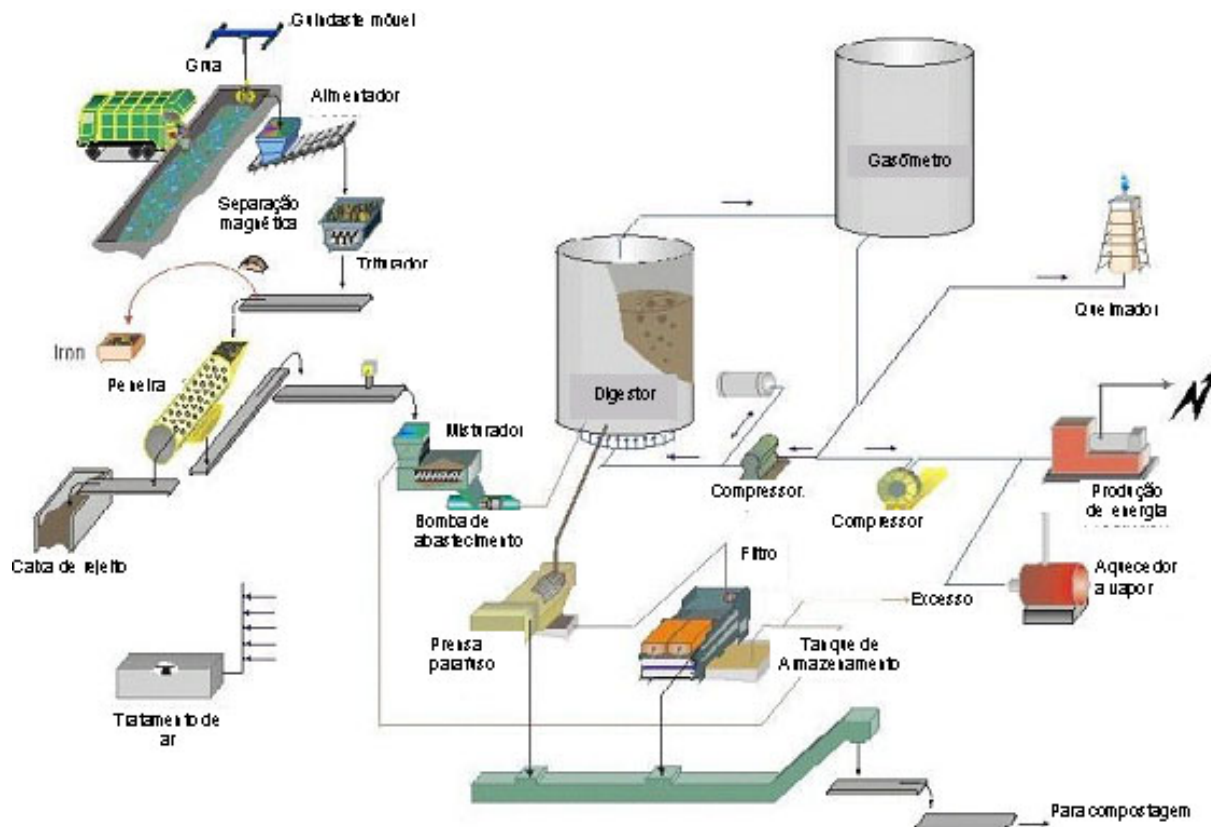 Guindaste móvel
Grua
Alimentador
Separação
magnética
Triturador
Iron
Peneira
Misturador
Bomba de
abastecimento
Caixa de rejeito
Tratamento de
ar
Gasômetro
Digestor
Queimador
Compressor.
Compressor
Produção
de energia
Filtro
Aquecedor
a vapor
Excesso
Prensa
parafuso
Tanque de
Armazenamento
Para compostagem